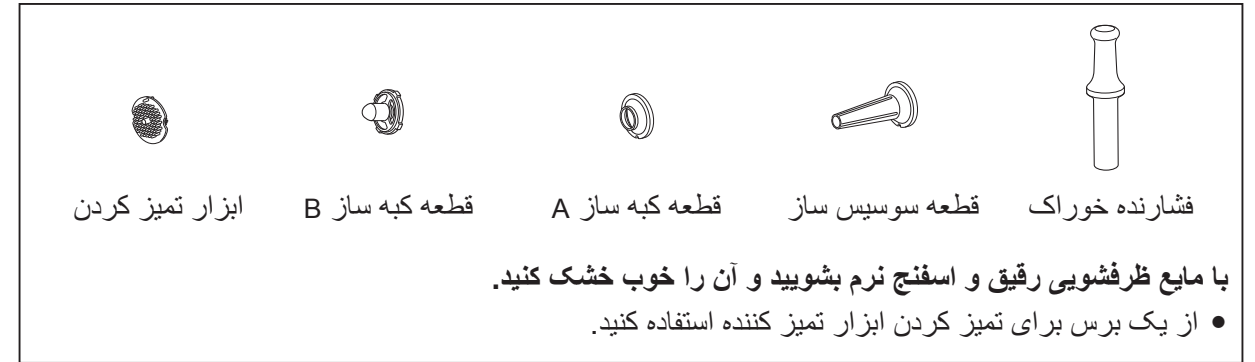 فشارنده خوراک قطعه سوسیس ساز قطعه کبه ساز A قطعه کبه ساز B ابزار تمیز کردن
با مایع ظرفشویی رقیق و اسفنج نرم بشویید و آن را خوب خشک کنید.
• از یک برس برای تمیز کردن ابزار تمیز کننده استفاده کنید.